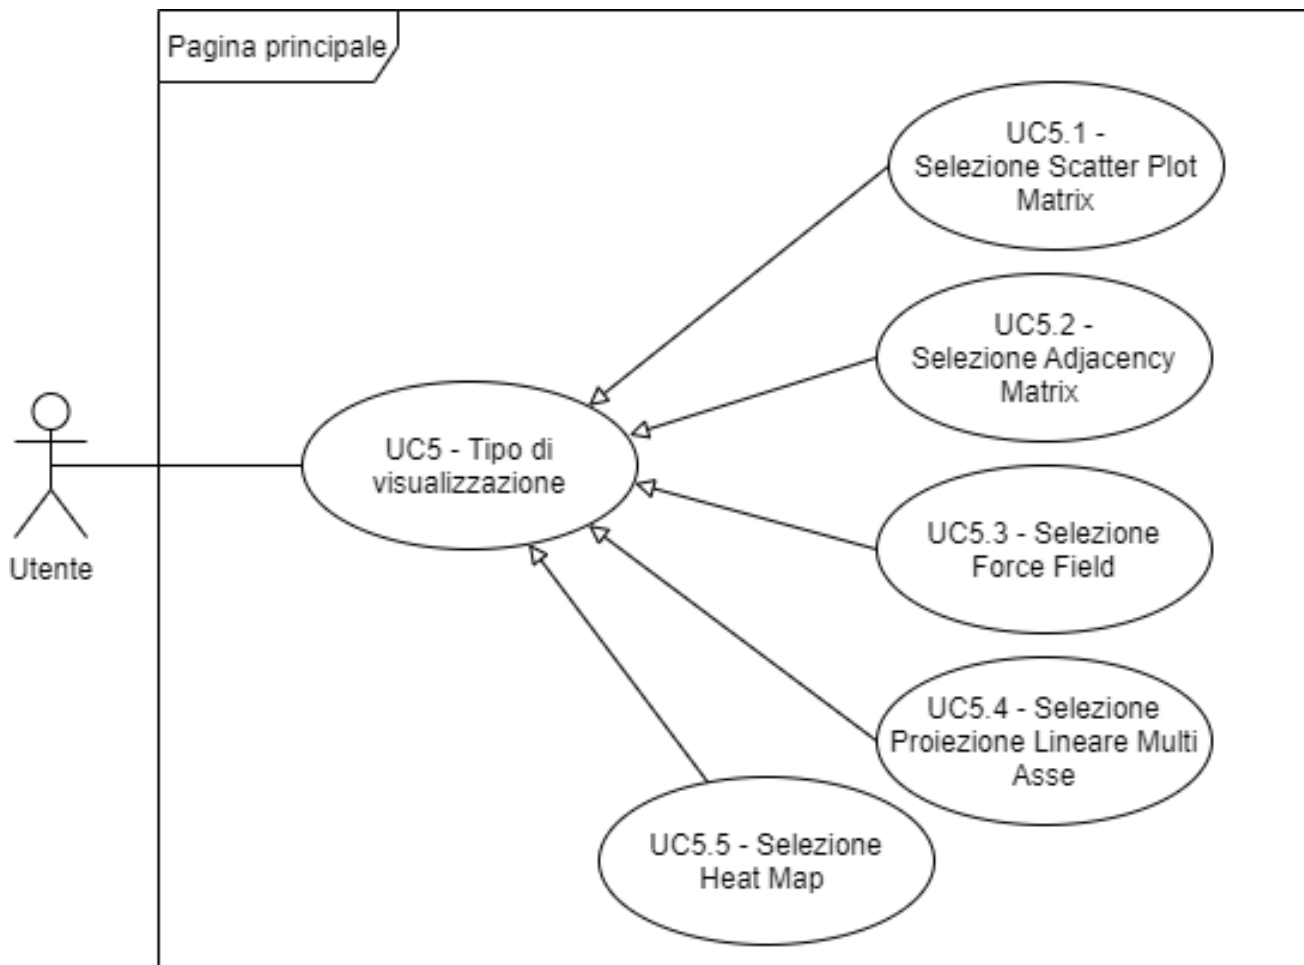 Pagina principale
UC5.1 -
Selezione Scatter Plot
Matrix
UC5.2 -
Selezione Adjacency
Matrix
UC5 - Tipo di
visualizzazione
Utente
UC5.3 - Selezione
Force Field
UC5.4 - Selezione
Proiezione Lineare Multi
Asse
UC5.5 - Selezione
Heat Map